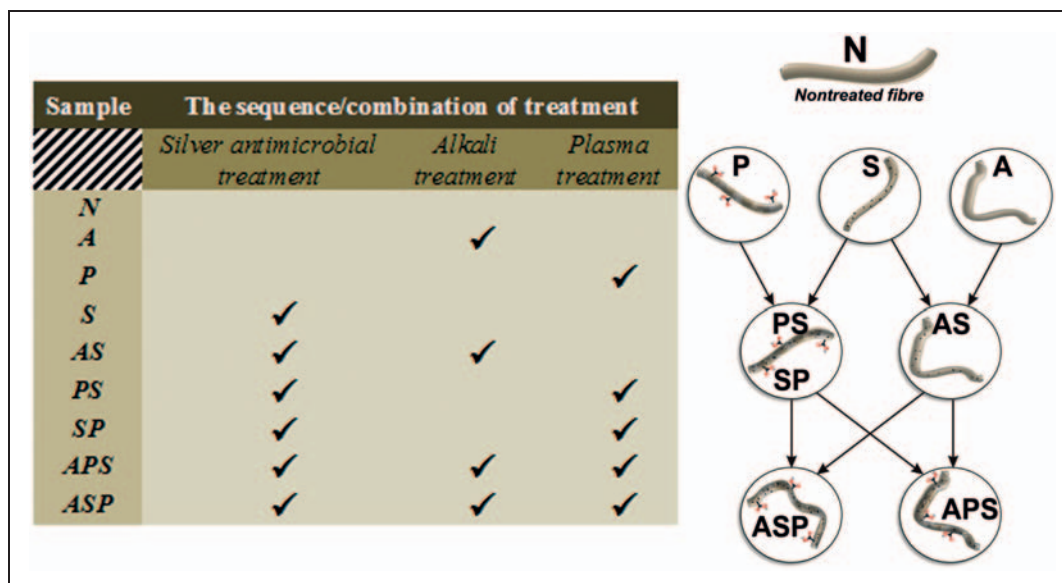 Sample The sequence/combination of treatment
Silver antimicrobial treatment Alkali treatment Plasma treatment
N
A ✓
P ✓
S ✓
AS ✓ ✓
PS ✓ ✓
SP ✓ ✓
APS ✓ ✓ ✓
ASP ✓ ✓ ✓
N
Nontreated fibre
P S A
PS AS
SP
ASP APS